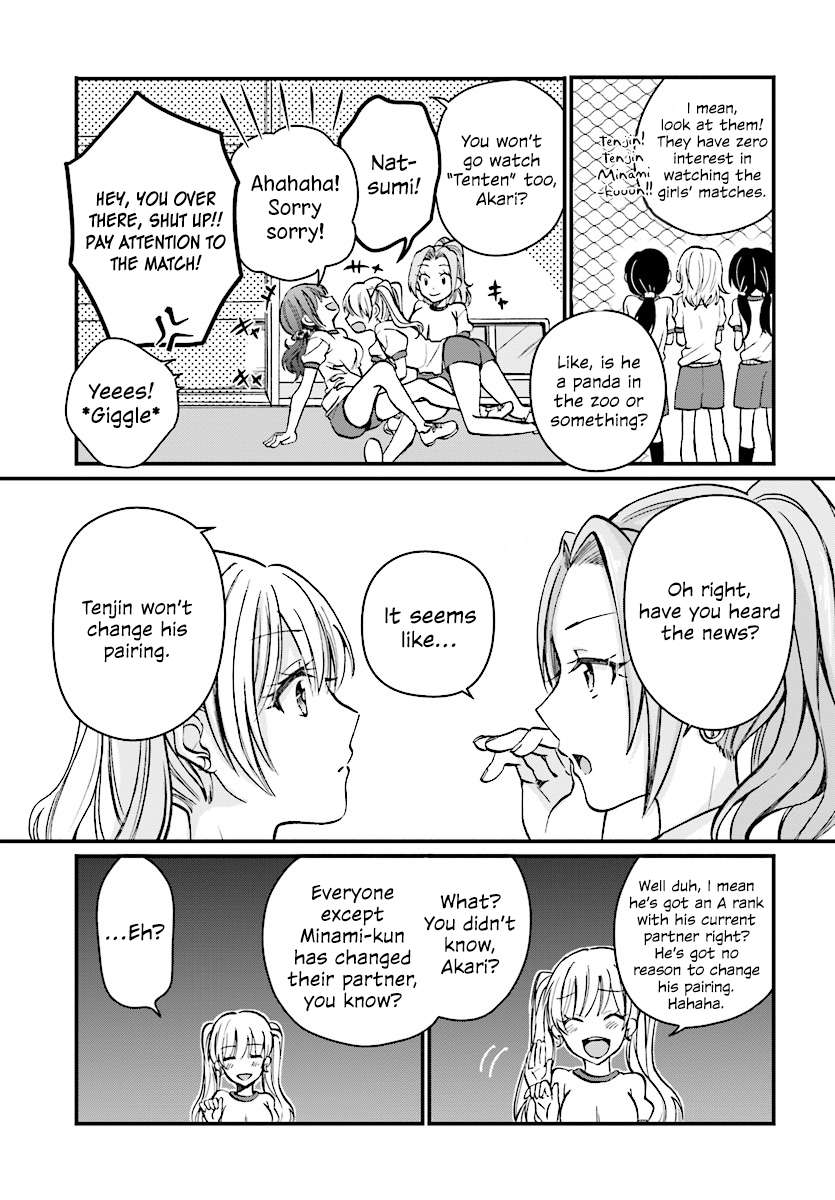 I mean,
look at them!
They have zero
interest in
watching the
girls' matches.
Tenjin!
Tenjin
Minami
-kuuun!!
Like, is he
a panda in
the zoo or
something?
You won't
go watch
"Tenten" too,
Akari?
Nat-
sumi!
Ahahaha!
Sorry
sorry!
HEY, YOU OVER
THERE, SHUT UP!!
PAY ATTENTION TO
THE MATCH!
Yeees!
*Giggle*
Oh right,
have you heard
the news?
It seems
like...
Tenjin won't
change his
pairing.
Well duh, I mean
he's got an A rank
with his current
partner right?
He's got no
reason to change
his pairing.
Hahaha.
What?
You didn't
know,
Akari?
Everyone
except
Minami-kun
has changed
their partner,
you know?
...Eh?